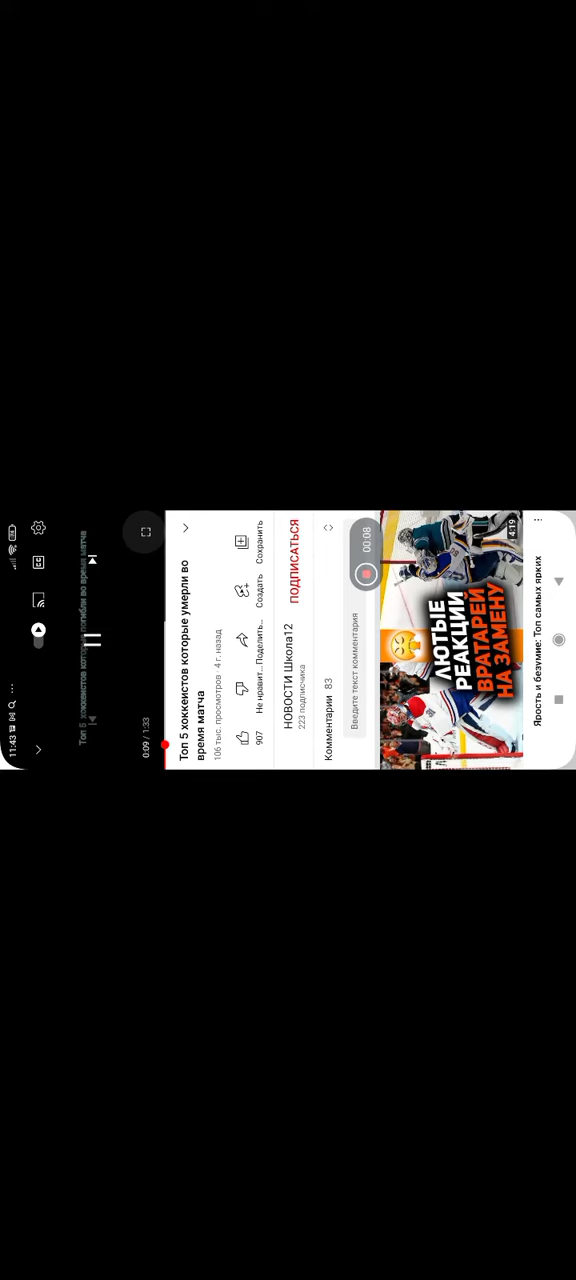 11:43
Топ 5 хоккеистов которые погибли во время матча
0:09 / 1:33
Топ 5 хоккеистов которые умерли во
время матча
106 тыс. просмотров · 4 г. назад
907
Не нравит...
Поделить...
Создать
Сохранить
НОВОСТИ Школа12
223 подписчика
ПОДПИСАТЬСЯ
Комментарии 83
Введите текст комментария
00:08
ЛЮТЫЕ
РЕАКЦИЙ
ВРАТАРЕЙ
НА ЗАМЕНУ
4:19
Ярость и безумие: Топ самых ярких